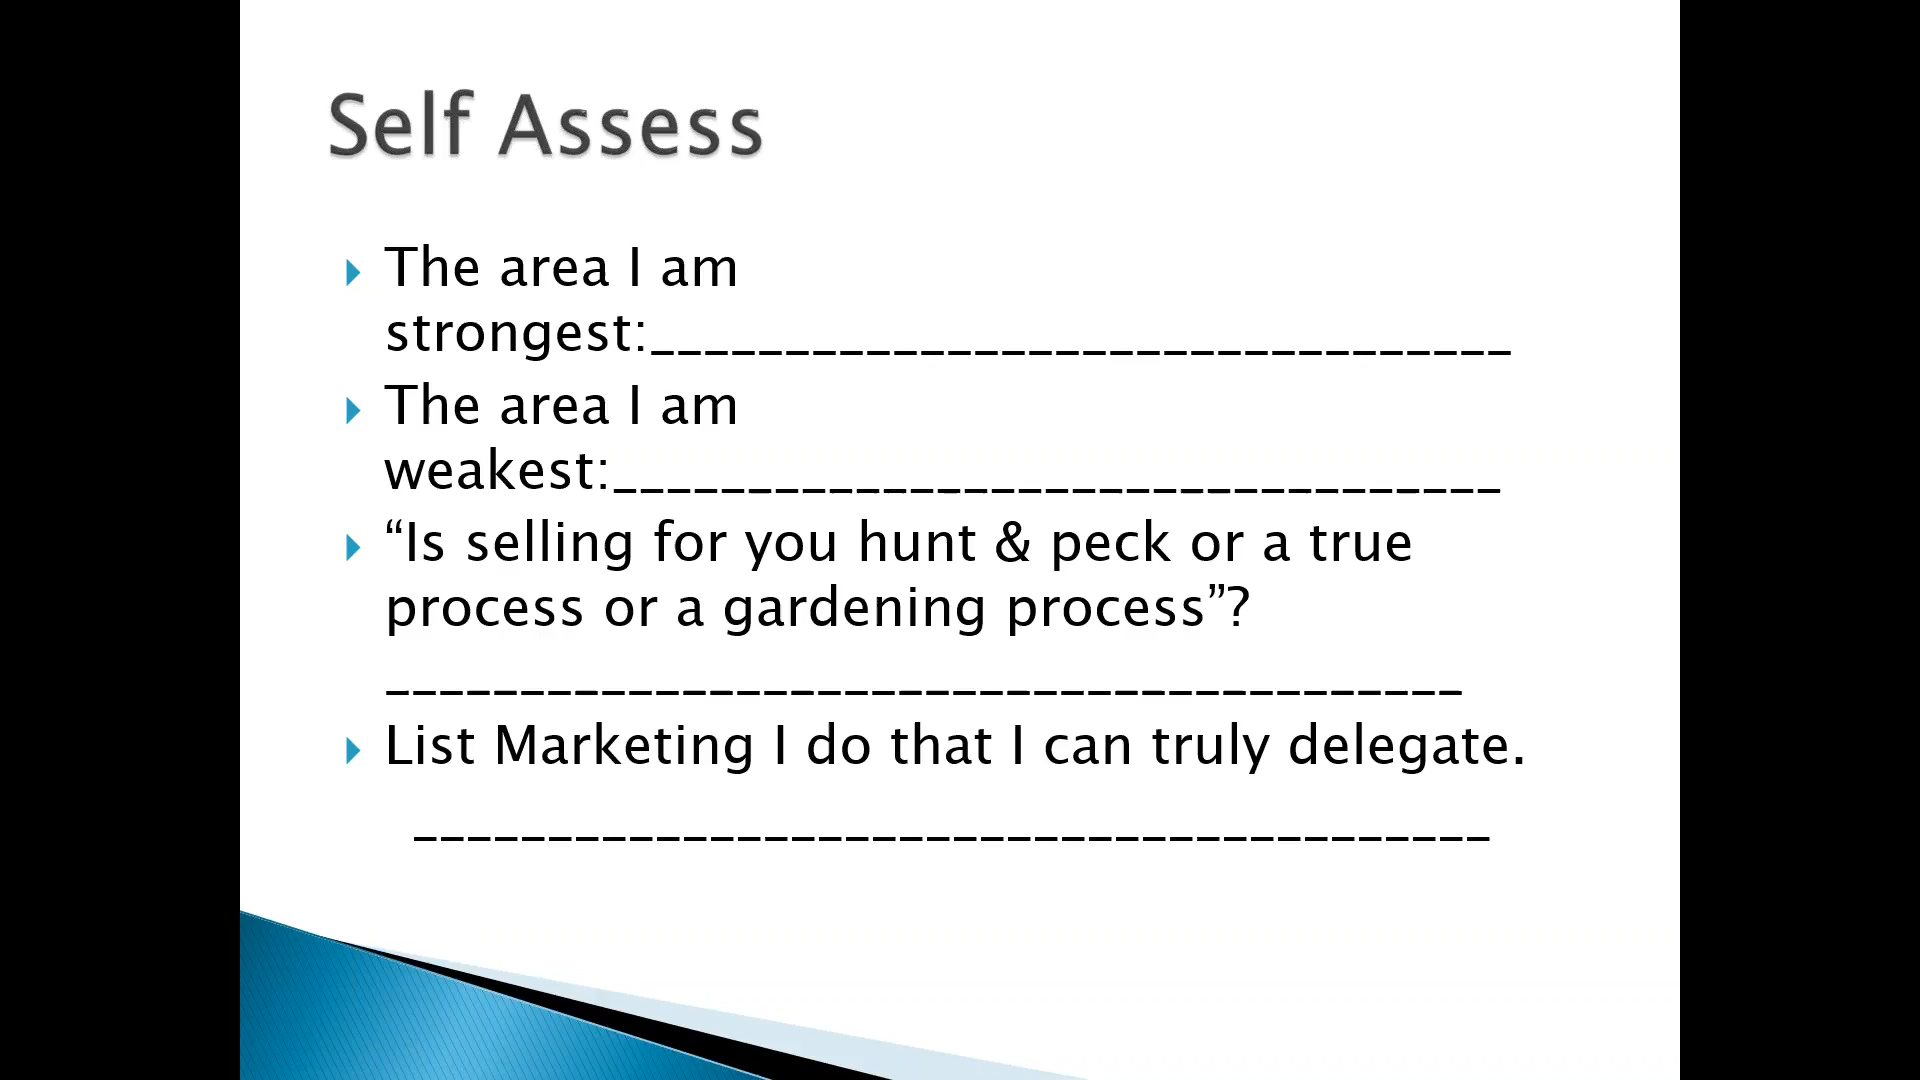 Self Assess
The area I am
strongest:________________________________
The area I am
weakest:_________________________________
“Is selling for you hunt & peck or a true
process or a gardening process”?
________________________________________
List Marketing I do that I can truly delegate.
________________________________________